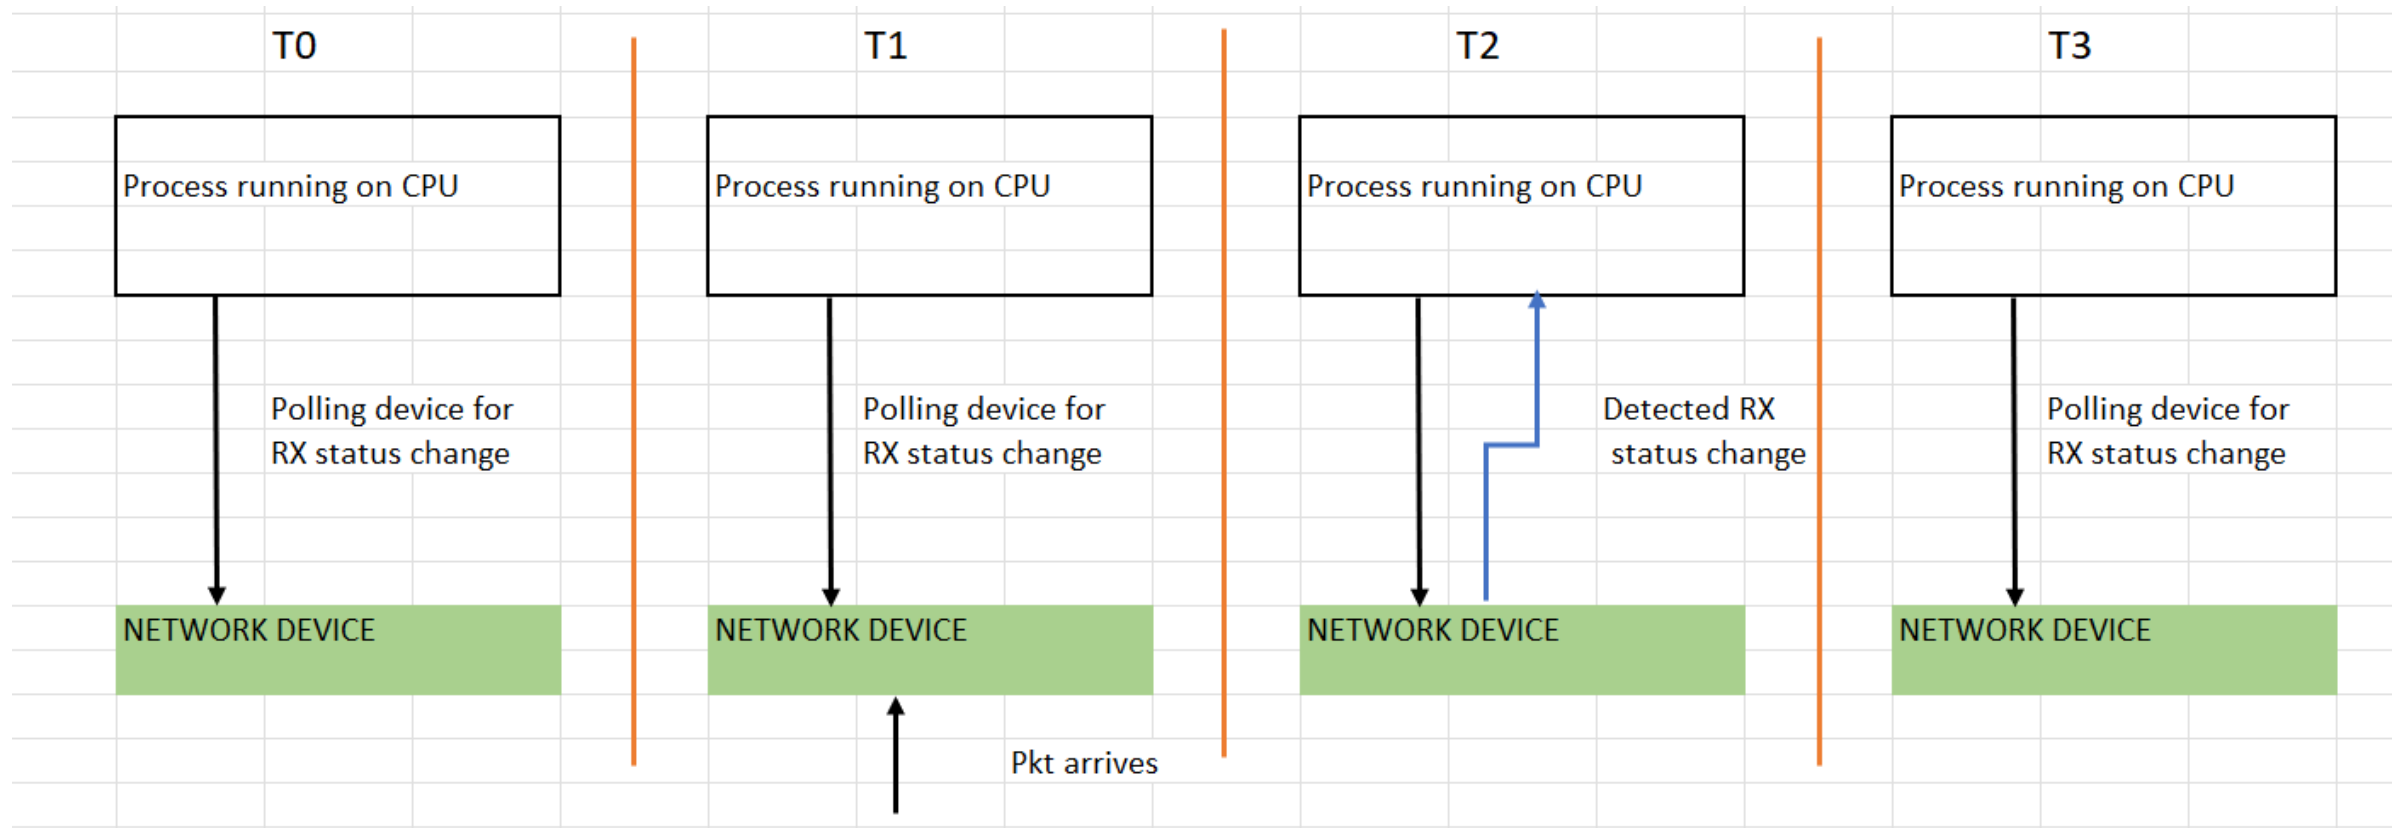 T0
T1
T2
T3
Process running on CPU
Process running on CPU
Process running on CPU
Process running on CPU
Polling device for
RX status change
Polling device for
RX status change
Detected RX
status change
Polling device for
RX status change
NETWORK DEVICE
NETWORK DEVICE
NETWORK DEVICE
NETWORK DEVICE
Pkt arrives